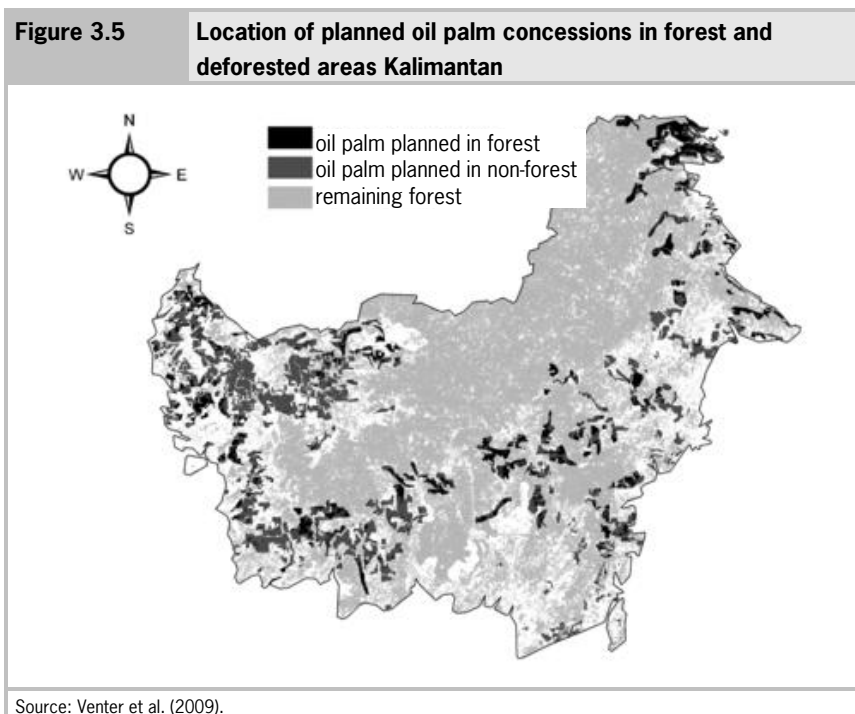 Figure 3.5
Location of planned oil palm concessions in forest and
deforested areas Kalimantan
N
W
E
S
oil palm planned in forest
oil palm planned in non-forest
remaining forest
Source: Venter et al. (2009).